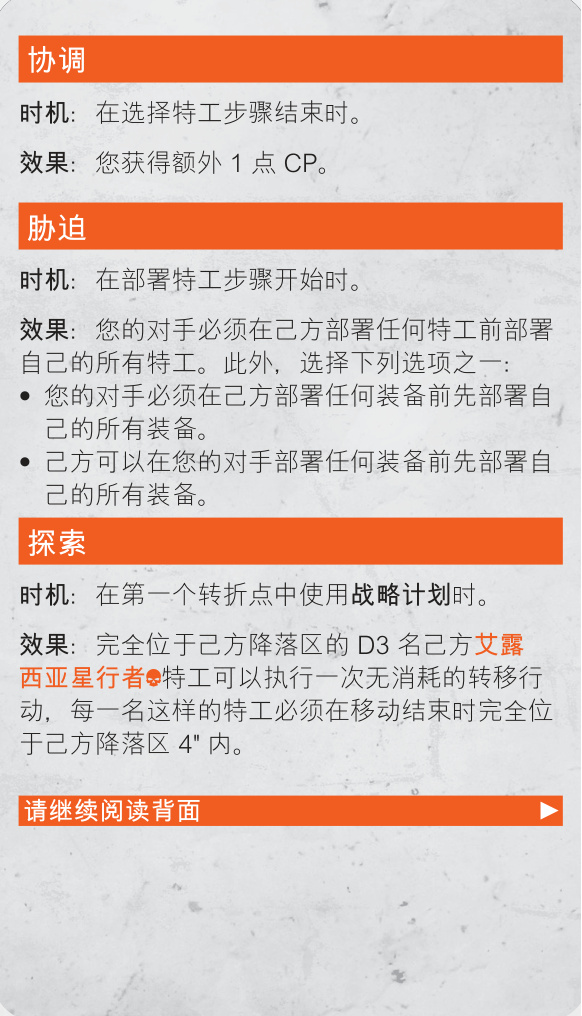 协调
时机：在选择特工步骤结束时。
效果：您获得额外 1 点 CP。
胁迫
时机：在部署特工步骤开始时。
效果：您的对手必须在己方部署任何特工前部署
自己的所有特工。此外，选择下列选项之一：
• 您的对手必须在己方部署任何装备前先部署自
己的所有装备。
• 己方可以在您的对手部署任何装备前先部署自
己的所有装备。
探索
时机：在第一个转折点中使用战略计划时。
效果：完全位于己方降落区的 D3 名己方艾露
西亚星行者特工可以执行一次无消耗的转移行
动，每一名这样的特工必须在移动结束时完全位
于己方降落区 4" 内。
请继续阅读背面